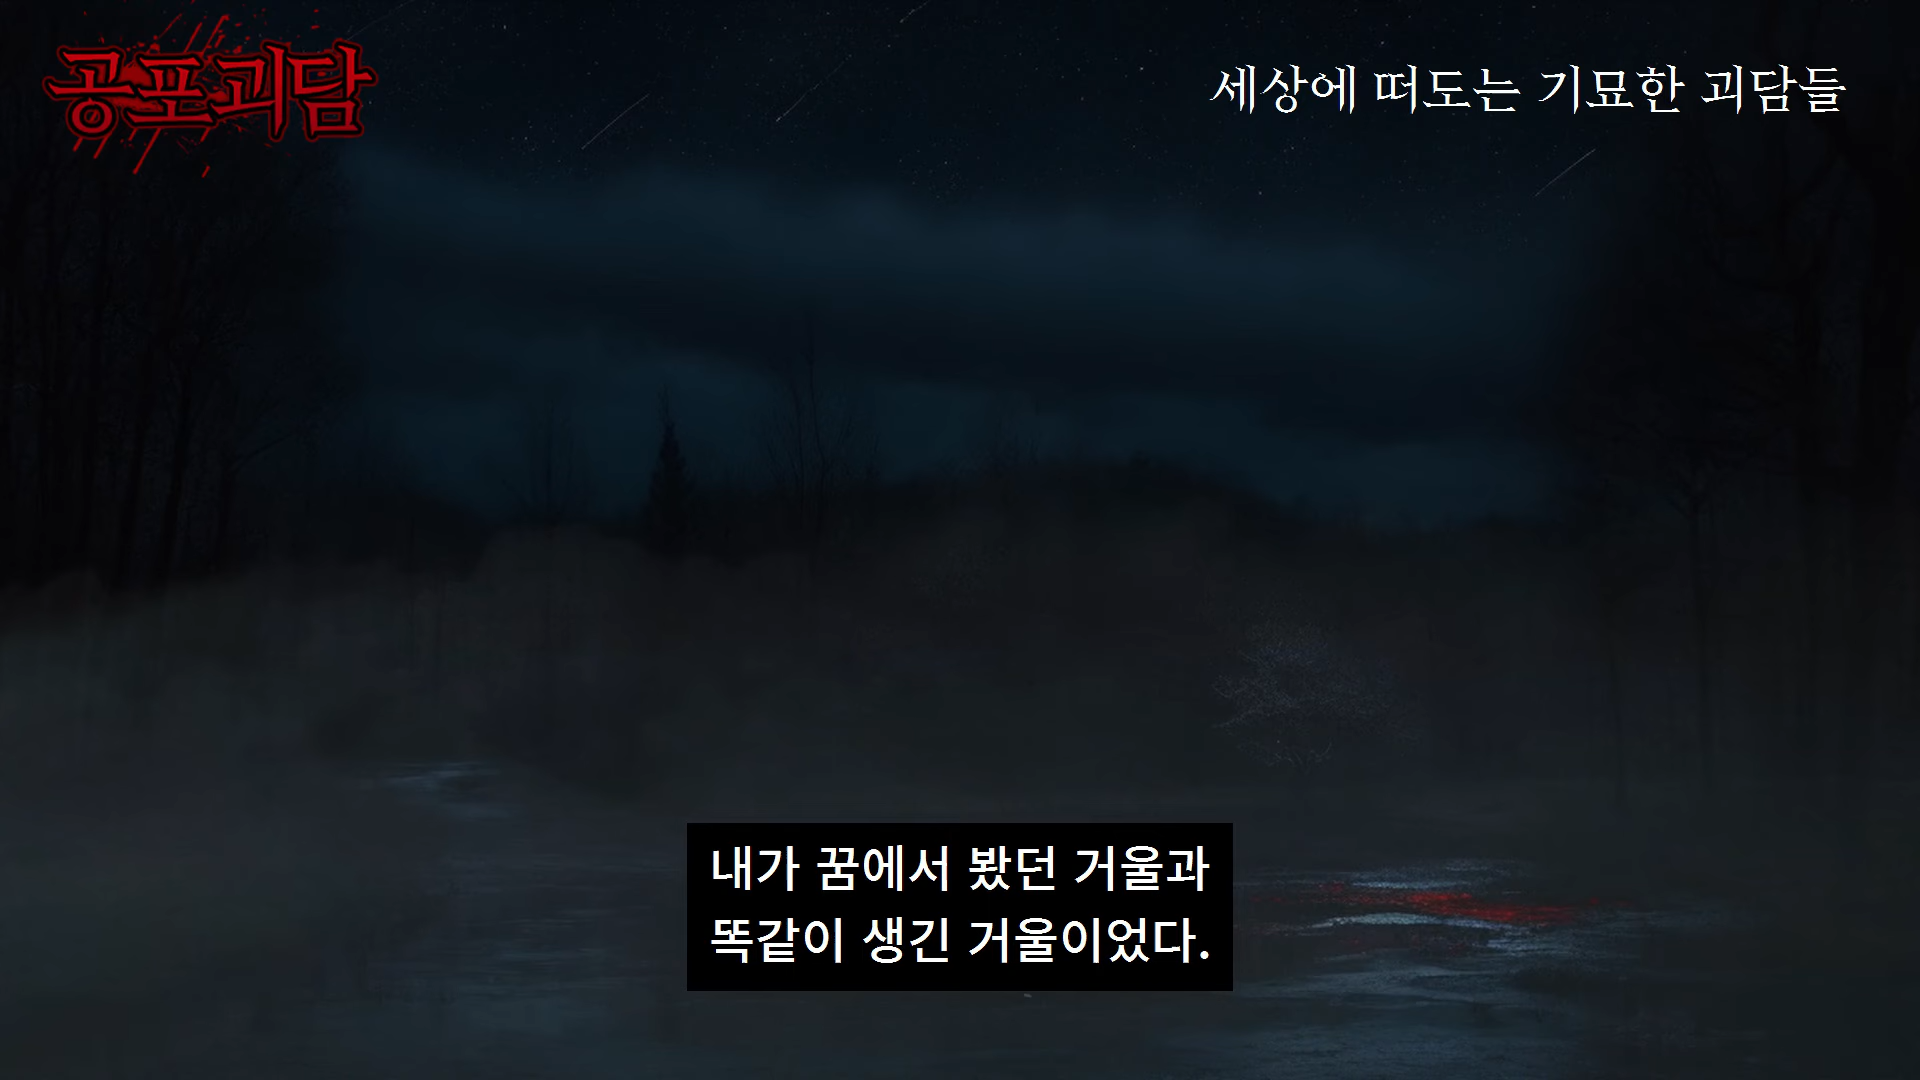 공포괴담
세상에 떠도는 기묘한 괴담들
내가 꿈에서 봤던 거울과
똑같이 생긴 거울이었다.